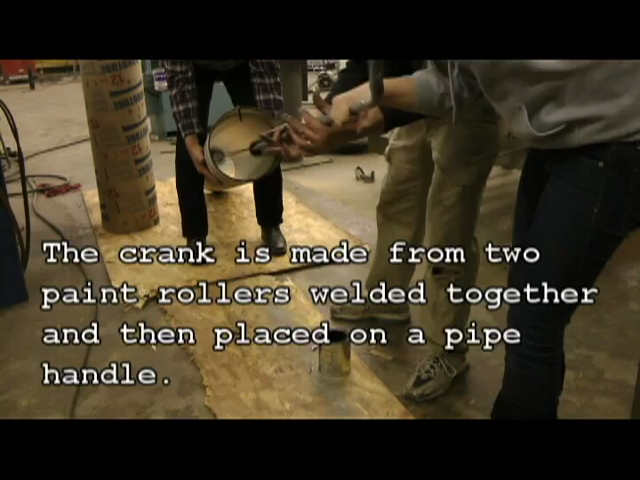 The crank is made from two
paint rollers welded together
and then placed on a pipe
handle.